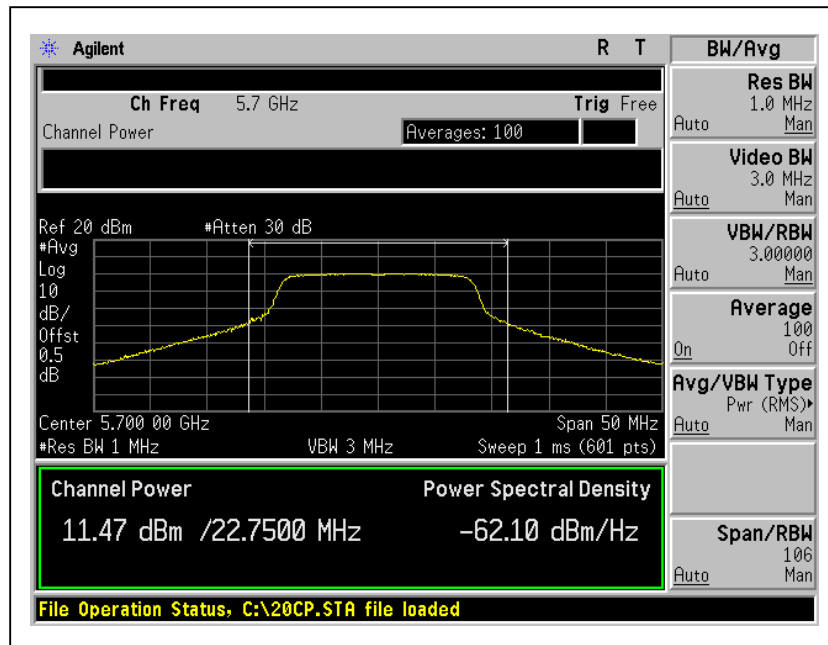 Agilent R T
Ch Freq 5.7 GHz Trig Free
Channel Power Averages: 100
Ref 20 dBm #Atten 30 dB
#Avg
Log
10
dB/
Offst
0.5
dB
Center 5.700 00 GHz Span 50 MHz
#Res BW 1 MHz VBW 3 MHz Sweep 1 ms (601 pts)
Channel Power Power Spectral Density
11.47 dBm /22.7500 MHz -62.10 dBm/Hz
File Operation Status, C:\20CP.STA file loaded
BW/Avg
Res BW
1.0 MHz
Auto Man
Video BW
3.0 MHz
Auto Man
VBW/RBW
3.00000
Auto Man
Average
100
On Off
Avg/VBW Type
Pwr (RMS)▸
Auto Man
Span/RBW
106
Auto Man